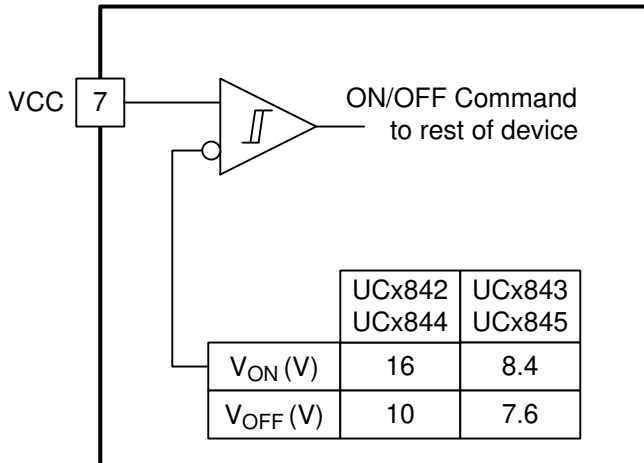 VCC 7
ON/OFF Command
to rest of device
UCx842 UCx843
UCx844 UCx845
VON (V) 16 8.4
VOFF (V) 10 7.6